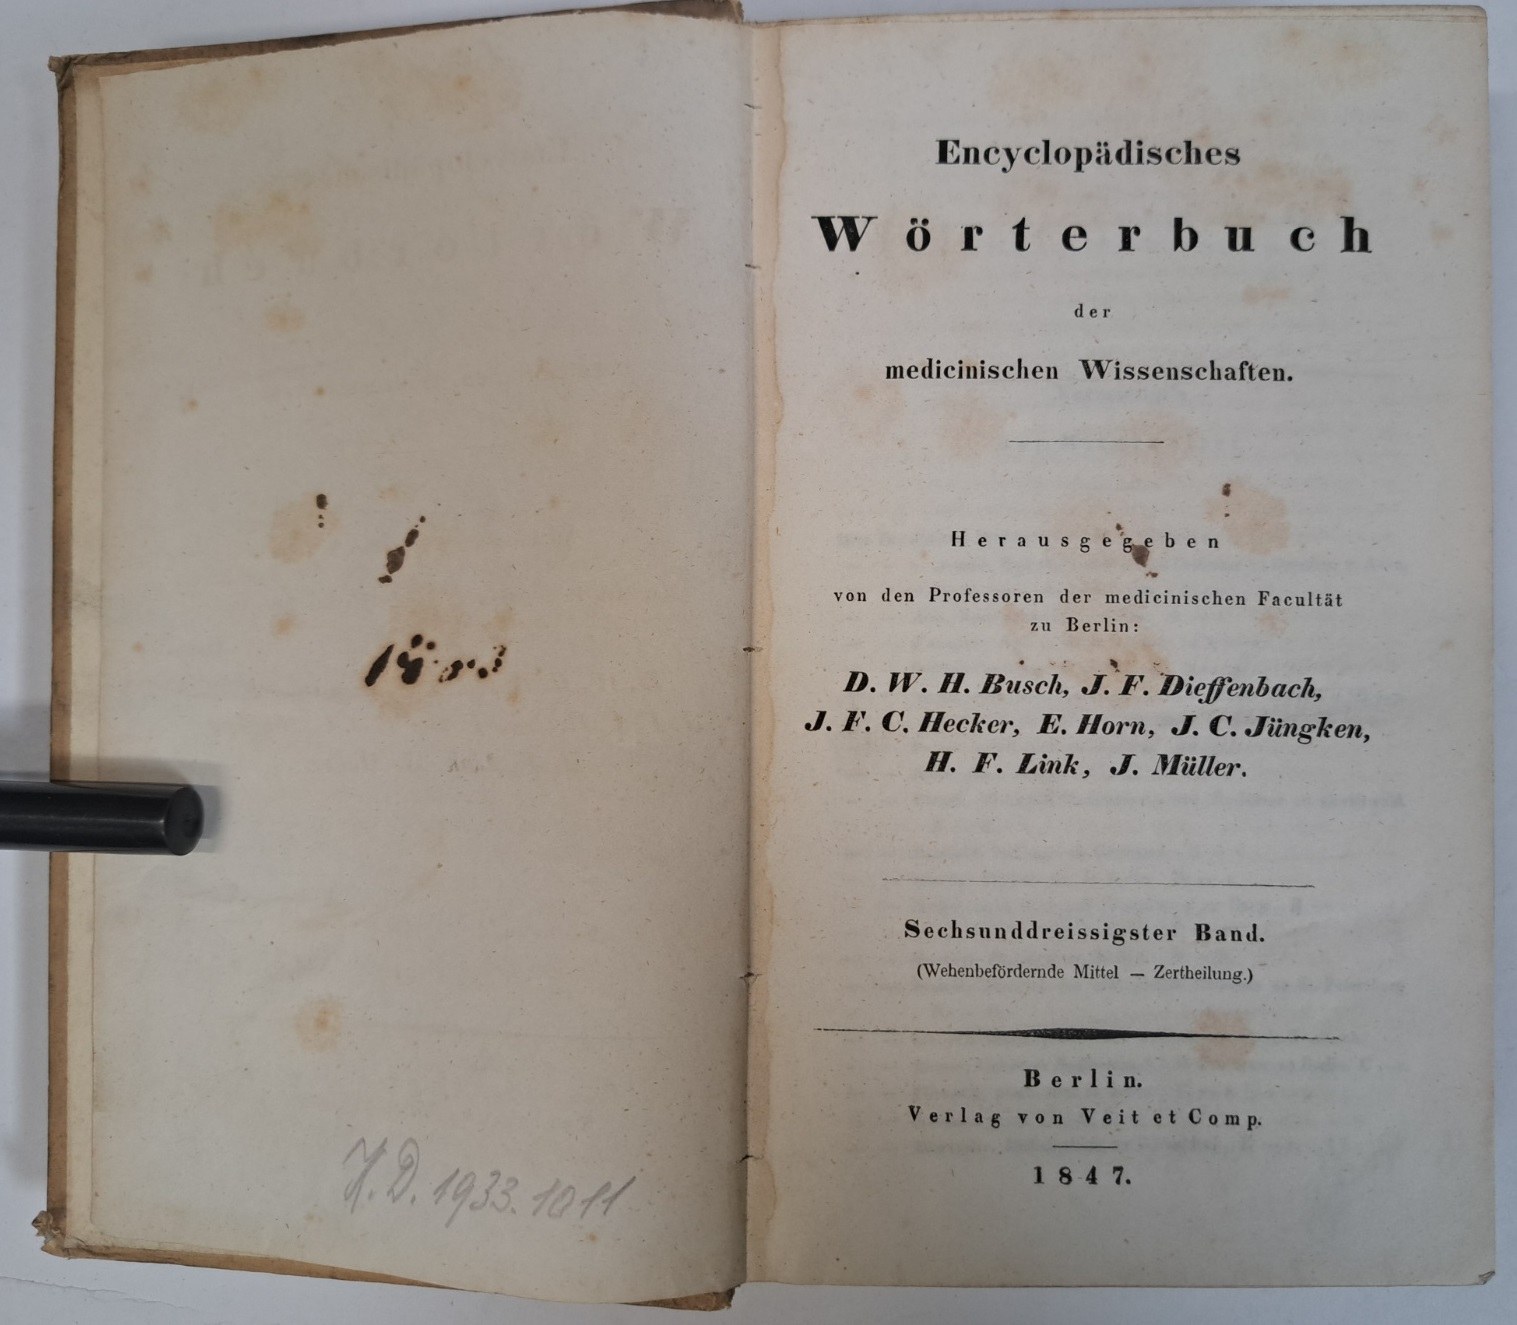 H. D. 1933. 1011
Encyclopädisches
Wörterbuch
der
medicinischen Wissenschaften.
Herausgegeben
von den Professoren der medicinischen Facultät
zu Berlin:
D. W. H. Busch, J. F. Dieffenbach,
J. F. C. Hecker, E. Horn, J. C. Jüngken,
H. F. Link, J. Müller.
Sechsunddreissigster Band.
(Wehenbefördernde Mittel — Zertheilung.)
Berlin.
Verlag von Veit et Comp.
1847.